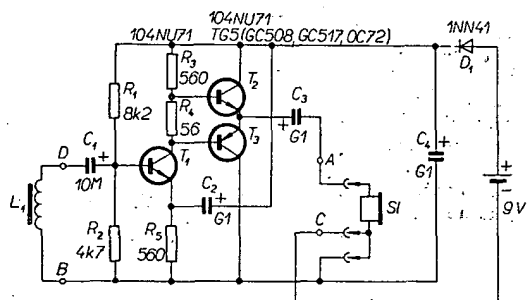 104NU71
104NU71
TG5(GC508,GC517,OC72)
1NN41
D1
R3
560
T2
R1
8k2
R4
56
C3
G1
T3
C4
G1
D
C1
10M
T1
A
L1
C2
G1
C
Sl
9V
R2
4k7
R5
560
B